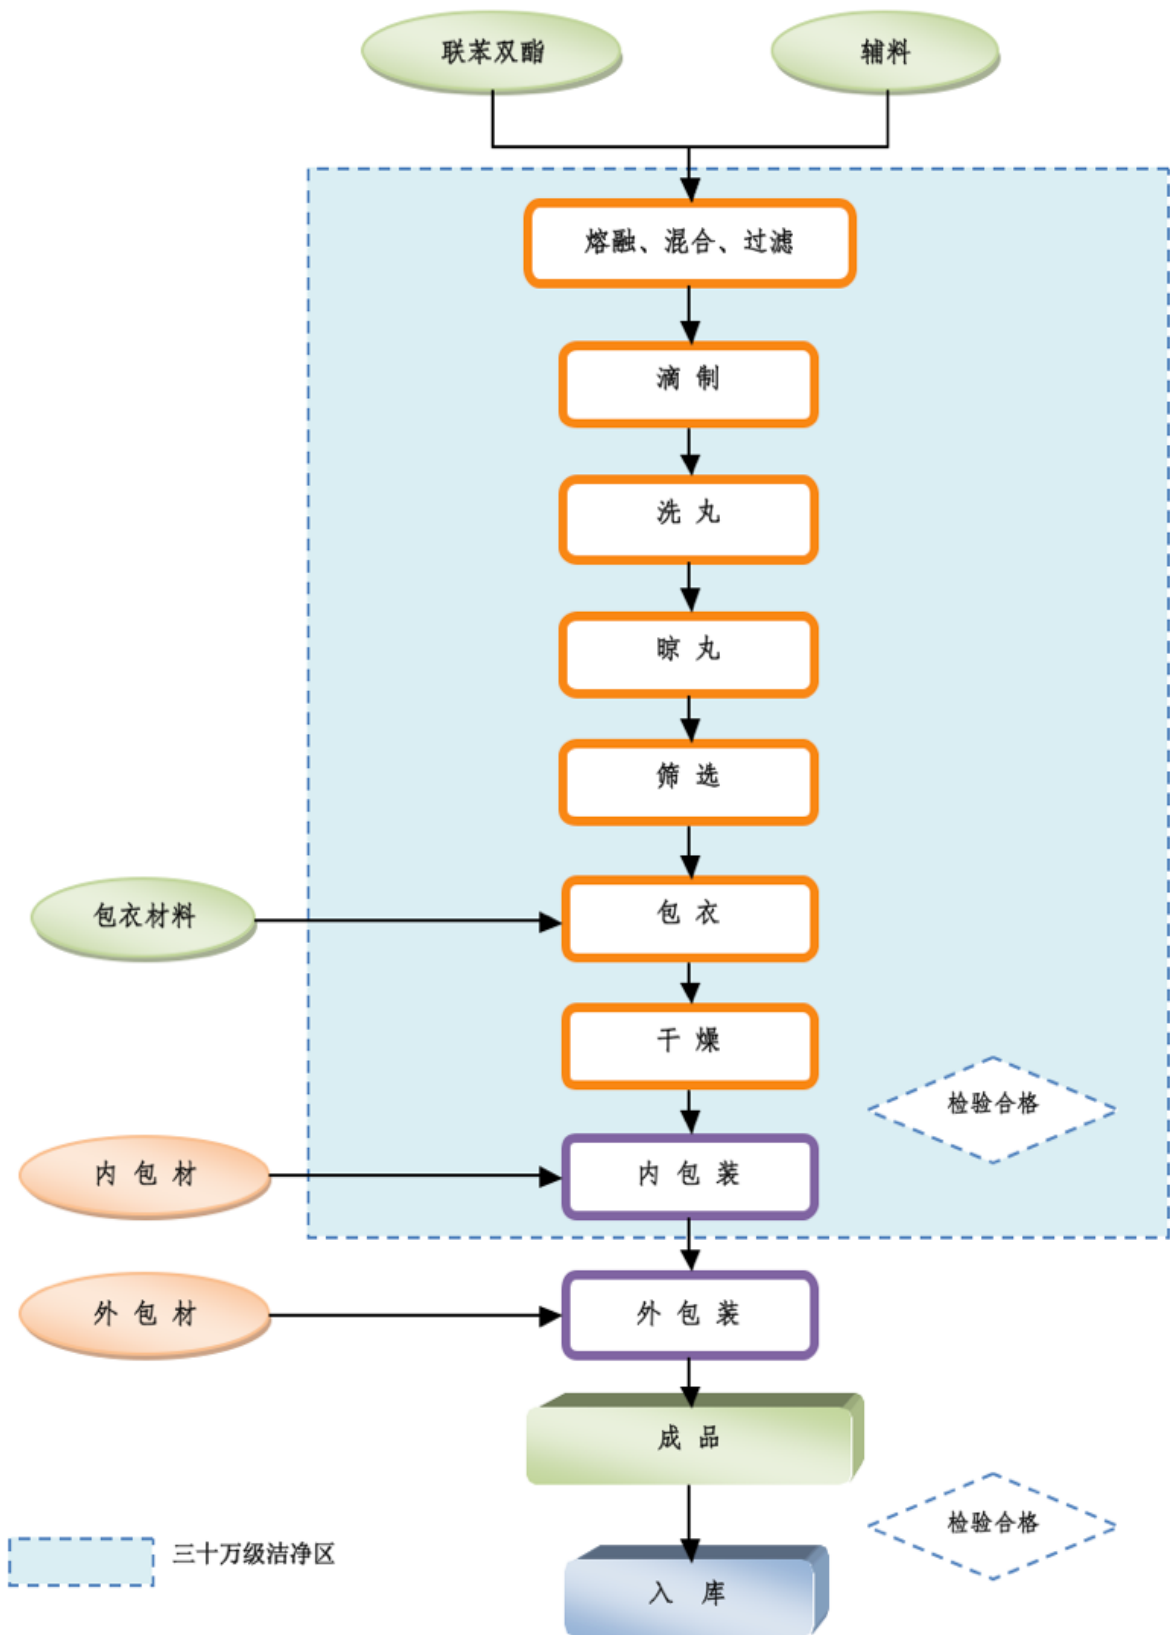 联苯双酯
辅料
熔融、混合、过滤
滴 制
洗 丸
晾 丸
筛 选
包衣材料
包 衣
干 燥
检验合格
内 包 材
内 包 装
外 包 材
外 包 装
成 品
检验合格
三十万级洁净区
入 库